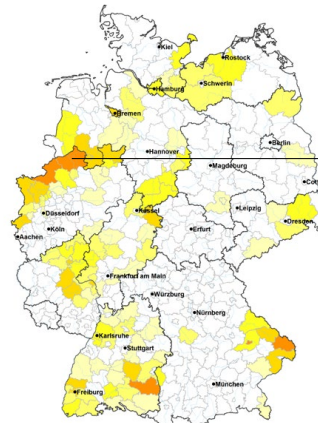 Kiel
Rostock
Hamburg
Schwerin
Bremen
Berlin
Hannover
Magdeburg
Cot
Düsseldorf
Kassel
Leipzig
Dresden
Köln
Erfurt
Aachen
Frankfurt am Main
Würzburg
Nürnberg
Karlsruhe
Stuttgart
Freiburg
München